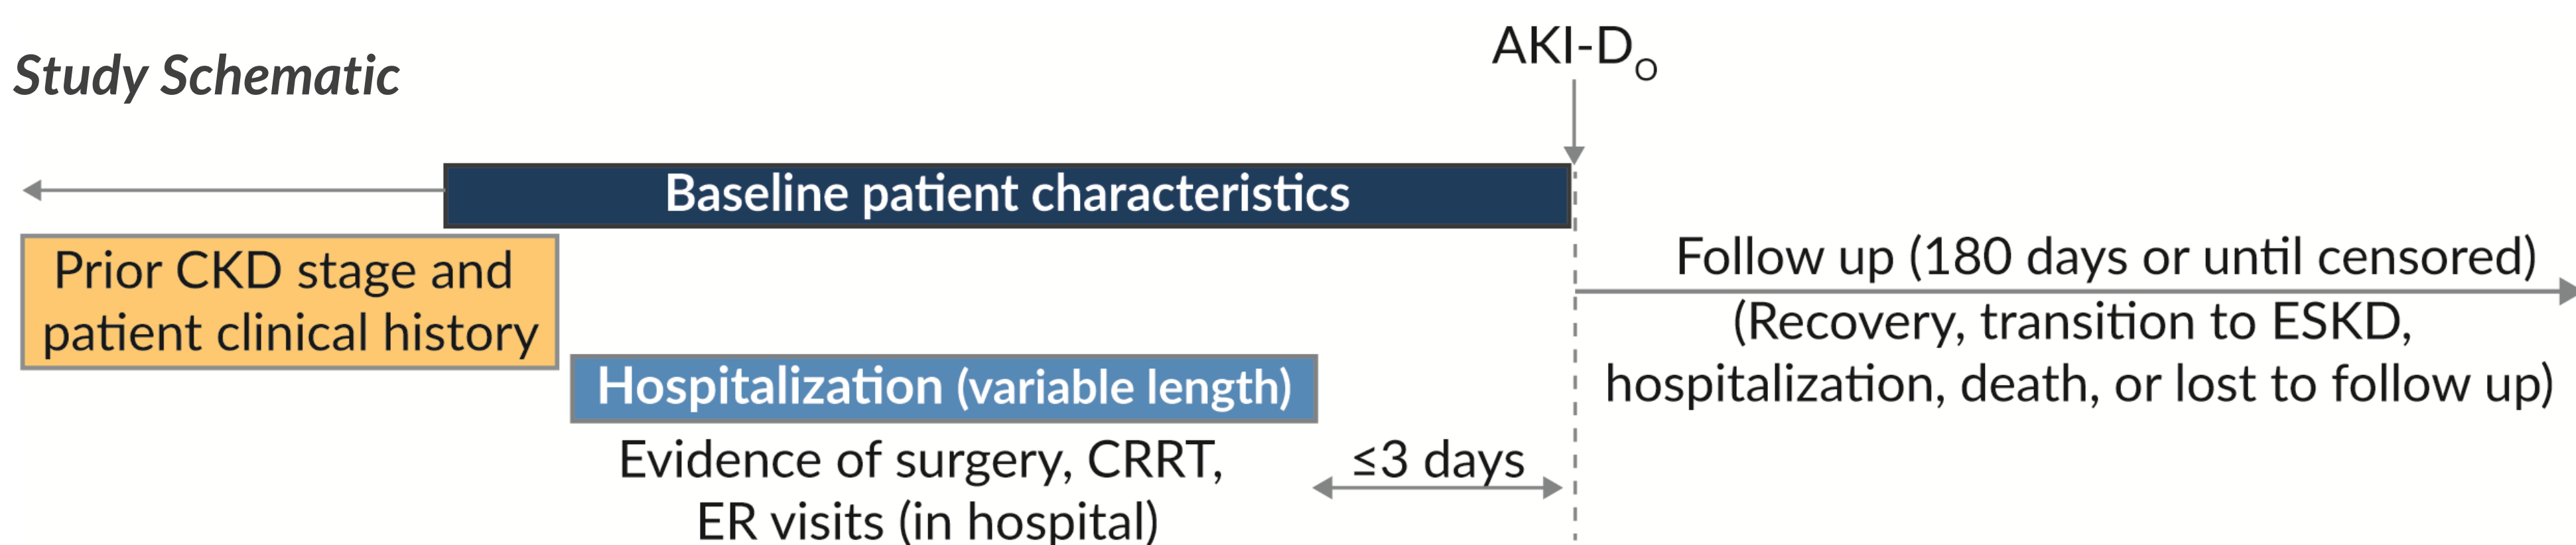 Study Schematic
AKI-DO
Baseline patient characteristics
Prior CKD stage and
patient clinical history
Hospitalization (variable length)
Evidence of surgery, CRRT,
ER visits (in hospital)
≤3 days
Follow up (180 days or until censored)
(Recovery, transition to ESKD,
hospitalization, death, or lost to follow up)